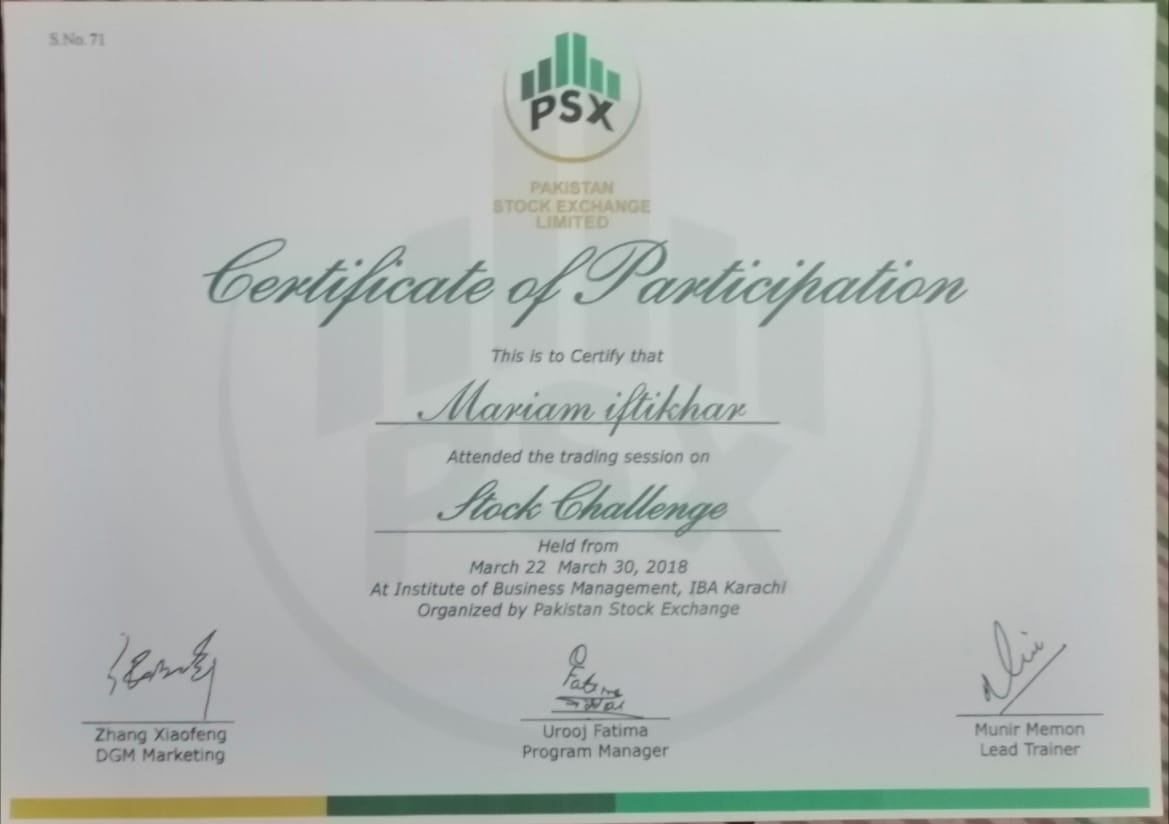 S.No. 71
PSX
PAKISTAN
STOCK EXCHANGE
LIMITED
Certificate of Participation
This is to Certify that
Mariam iftikhar
Attended the trading session on
Stock Challenge
Held from
March 22 March 30, 2018
At Institute of Business Management, IBA Karachi
Organized by Pakistan Stock Exchange
Zhang Xiaofeng
DGM Marketing
Fatima
Urooj Fatima
Program Manager
Munir Memon
Lead Trainer